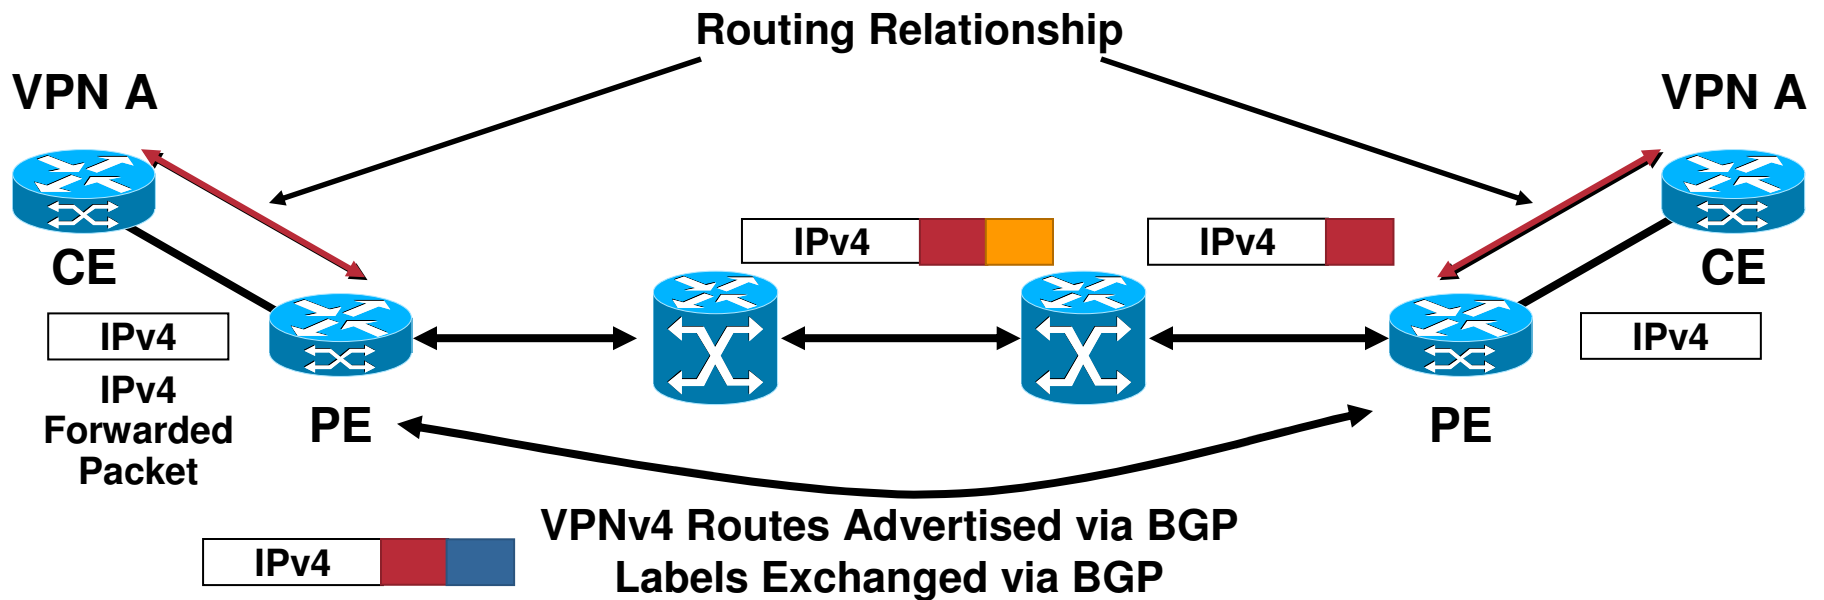 Routing Relationship
VPN A
VPN A
IPv4
IPv4
CE
CE
IPv4
IPv4
IPv4
Forwarded
Packet
PE
PE
VPNv4 Routes Advertised via BGP
IPv4
Labels Exchanged via BGP